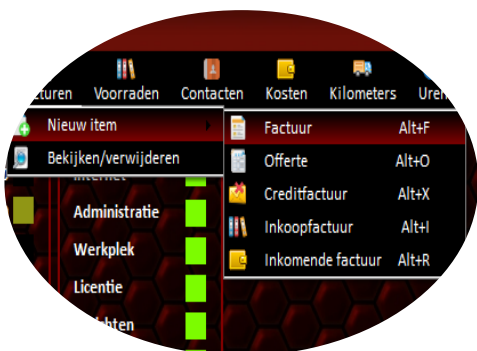 Voorraden Contacten Kosten Kilometers
Nieuw item
Bekijken/verwijderen
Factuur Alt+F
Offerte Alt+O
Creditfactuur Alt+X
Inkoopfactuur Alt+I
Inkomende factuur Alt+R
Administratie
Werkplek
Licentie